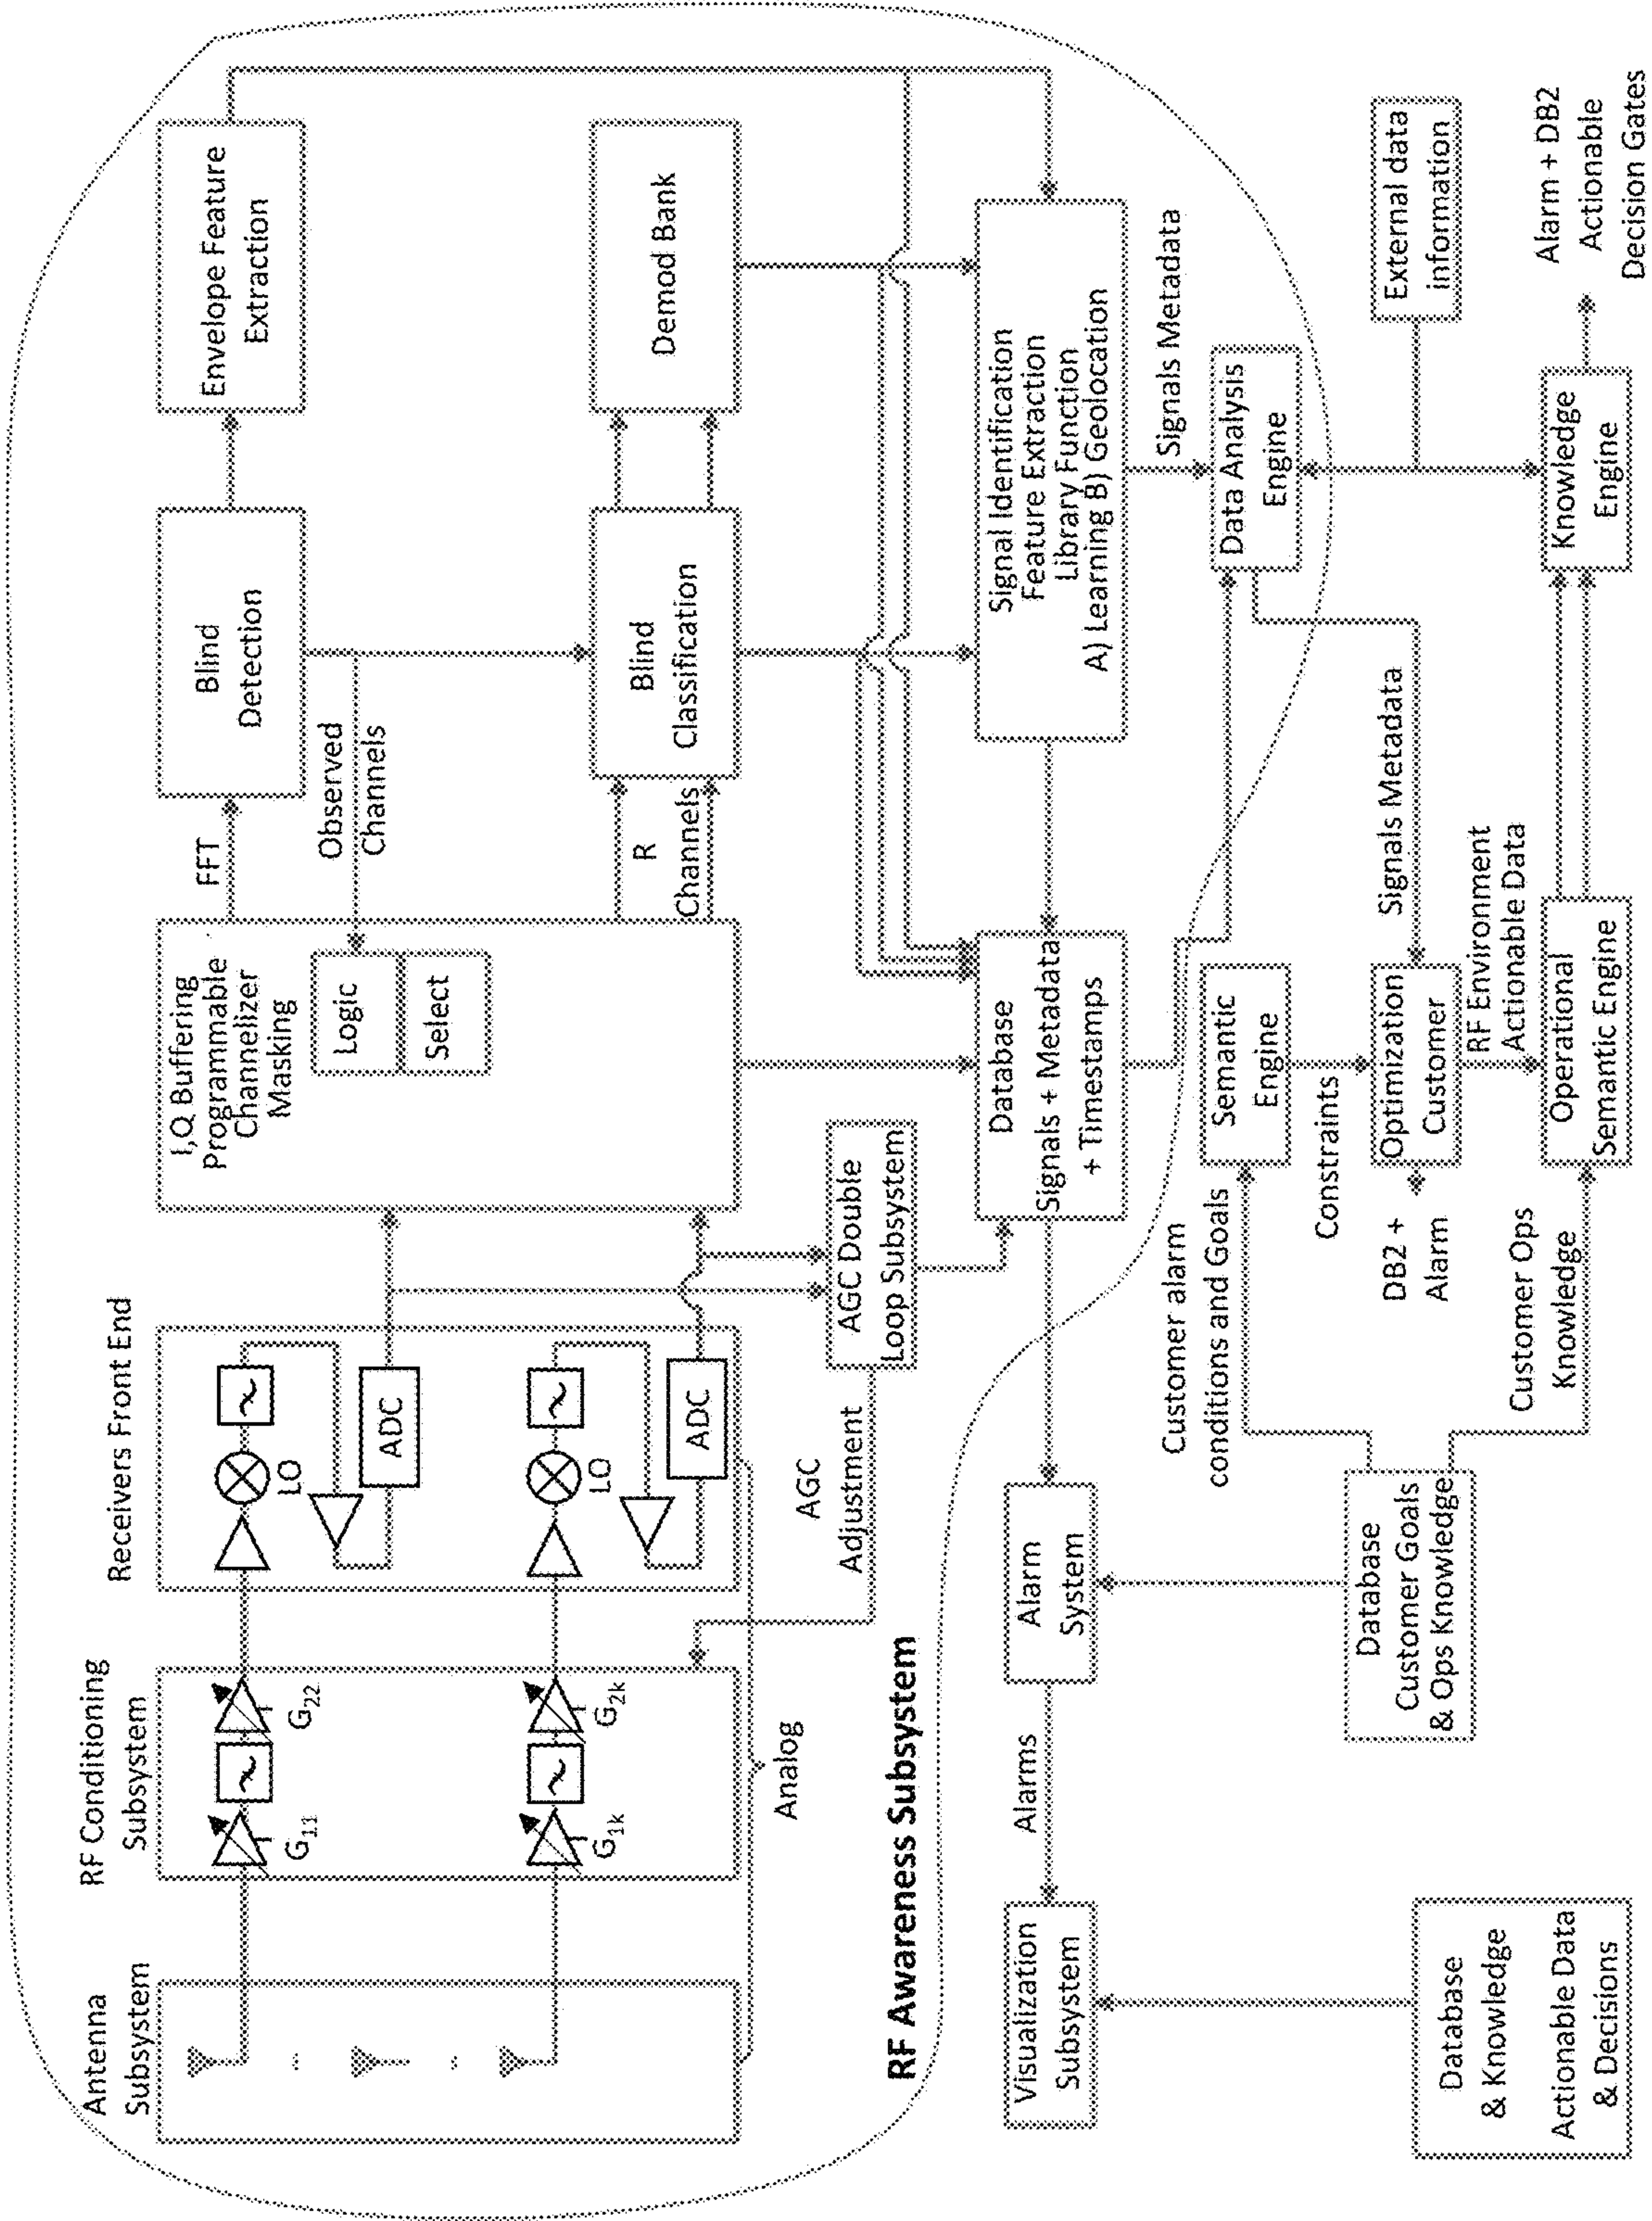 Antenna
Subsystem
RF Conditioning
Subsystem
G11
G22
G1k
G2k
Receivers Front End
LO
ADC
LO
ADC
Analog
AGC
Adjustment
AGC Double
Loop Subsystem
I,Q Buffering
Programmable
Channelizer
Masking
Logic
Select
FFT
Observed
Channels
R
Channels
Blind
Detection
Blind
Classification
Envelope Feature
Extraction
Demod Bank
RF Awareness Subsystem
Database
Signals + Metadata
+ Timestamps
Signal Identification
Feature Extraction
Library Function
A) Learning B) Geolocation
Signals Metadata
Visualization
Subsystem
Alarms
Alarm
System
Customer alarm
conditions and Goals
Semantic
Engine
Data Analysis
Engine
Constraints
Database
Customer Goals
& Ops Knowledge
DB2 +
Alarm
Optimization
Customer
Signals Metadata
External data
information
RF Environment
Actionable Data
Database
& Knowledge
Actionable Data
& Decisions
Customer Ops
Knowledge
Operational
Semantic Engine
Knowledge
Engine
Alarm + DB2
Actionable
Decision Gates